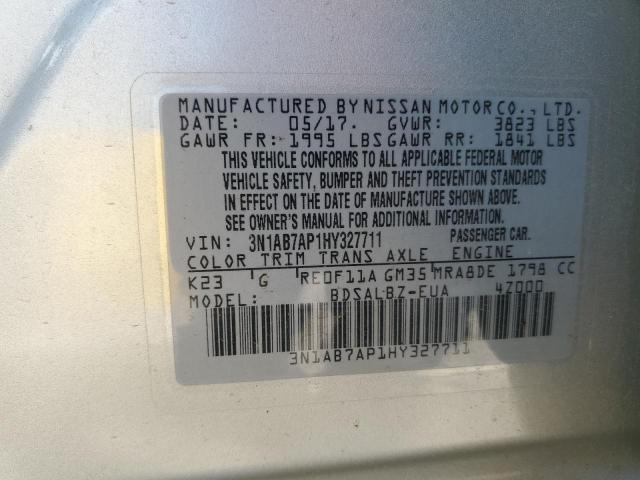 MANUFACTURED BY NISSAN MOTOR CO., LTD.
DATE: 05/17. GVWR: 3823 LBS
GAWR FR: 1995 LBS GAWR RR: 1841 LBS
THIS VEHICLE CONFORMS TO ALL APPLICABLE FEDERAL MOTOR
VEHICLE SAFETY, BUMPER AND THEFT PREVENTION STANDARDS
IN EFFECT ON THE DATE OF MANUFACTURE SHOWN ABOVE.
SEE OWNER'S MANUAL FOR ADDITIONAL INFORMATION.
VIN: 3N1AB7AP1HY327711 PASSENGER CAR.
COLOR TRIM TRANS AXLE ENGINE
K23 G RE0F11A GM35 MRA8DE 1798 CC
MODEL: BDSALBZ-EUA 4Z000
3N1AB7AP1HY327711